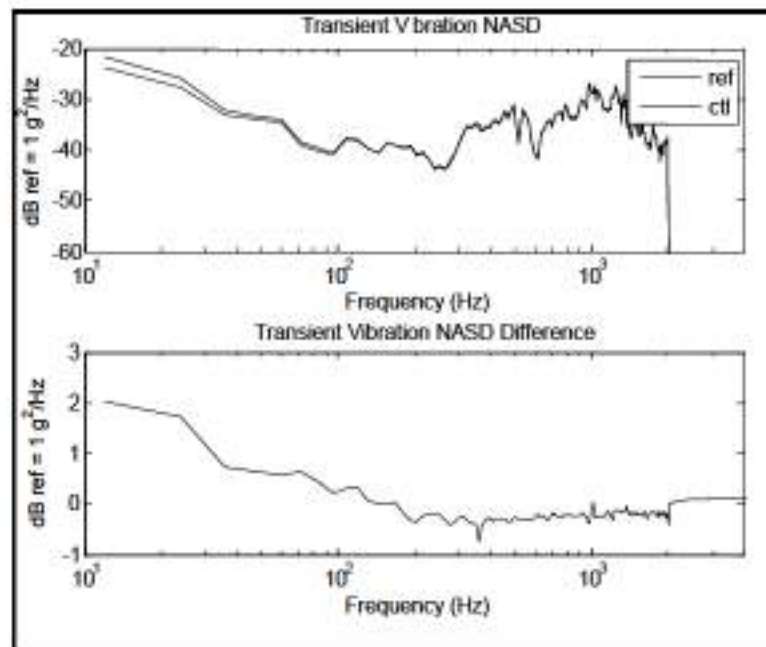 Transient V bration NASD
-20
-30
-40
-50
-60
dB ref = 1 g²/Hz
ref
ctl
10¹
10²
10³
Frequency (Hz)
Transient Vibration NASD Difference
3
2
1
0
-1
dB ref = 1 g²/Hz
10¹
10²
10³
Frequency (Hz)